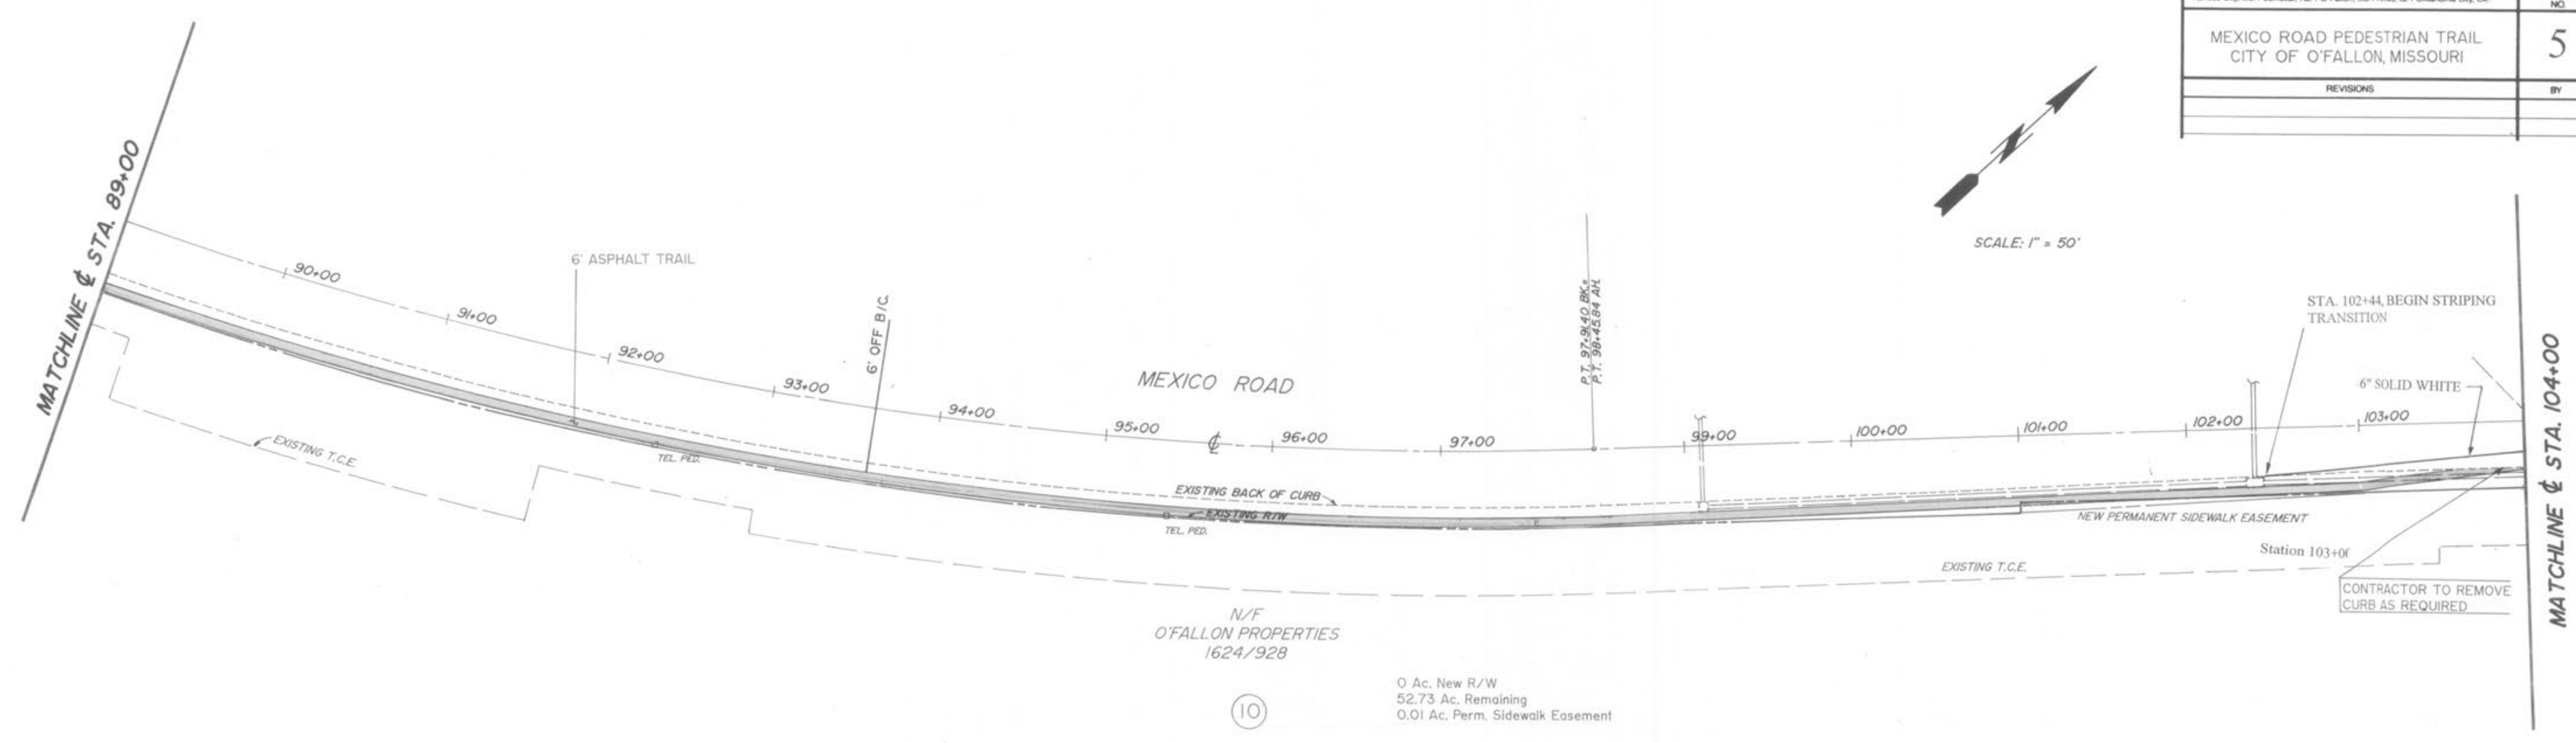 NO.
MEXICO ROAD PEDESTRIAN TRAIL
CITY OF O'FALLON, MISSOURI
5
REVISIONS
BY
SCALE: 1" = 50'
MATCHLINE ℄ STA. 89+00
90+00
91+00
6' ASPHALT TRAIL
92+00
93+00
6' OFF B/C.
94+00
MEXICO ROAD
95+00
℄
96+00
97+00
P.T. 97+91.40 BK.=
P.T. 98+45.84 AH.
99+00
100+00
101+00
102+00
103+00
STA. 102+44, BEGIN STRIPING
TRANSITION
6" SOLID WHITE
MATCHLINE ℄ STA. 104+00
EXISTING T.C.E.
TEL. PED.
EXISTING BACK OF CURB
EXISTING R/W
TEL. PED.
NEW PERMANENT SIDEWALK EASEMENT
Station
EXISTING T.C.E.
CONTRACTOR TO REMOVE
CURB AS REQUIRED
N/F
O'FALLON PROPERTIES
1624/928
10
0 Ac. New R/W
52.73 Ac. Remaining
0.01 Ac. Perm. Sidewalk Easement